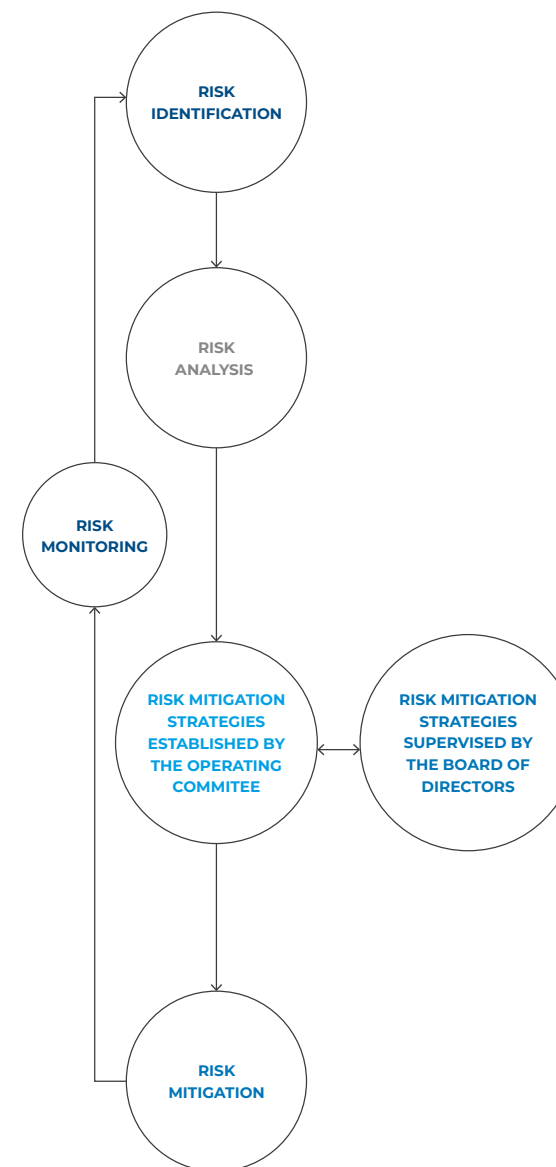 RISK
IDENTIFICATION
RISK
ANALYSIS
RISK
MONITORING
RISK MITIGATION
STRATEGIES
ESTABLISHED BY
THE OPERATING
COMMITEE
RISK MITIGATION
STRATEGIES
SUPERVISED BY
THE BOARD OF
DIRECTORS
RISK
MITIGATION